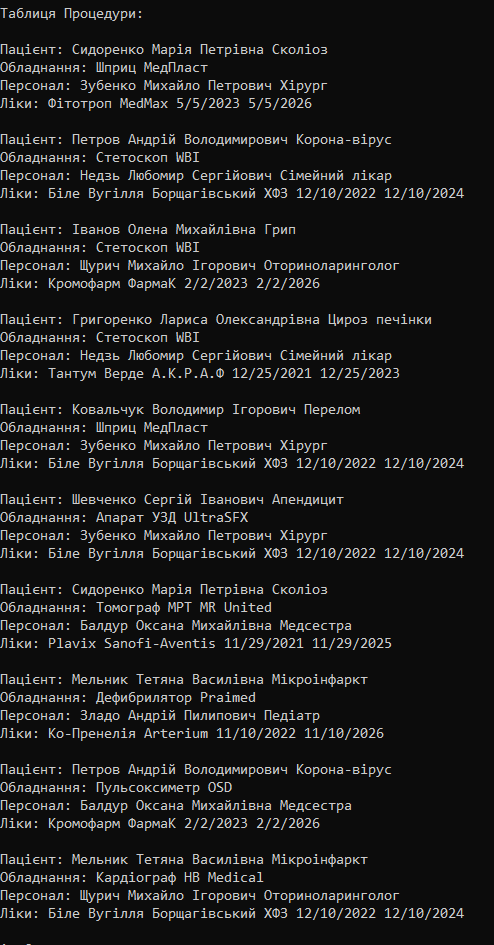 Таблиця Процедури:
Пацієнт: Сидоренко Марія Петрівна Сколіоз
Обладнання: Шприц МедПласт
Персонал: Зубенко Михайло Петрович Хірург
Ліки: Фітотроп MedMax 5/5/2023 5/5/2026
Пацієнт: Петров Андрій Володимирович Корона-вірус
Обладнання: Стетоскоп WBI
Персонал: Недзь Любомир Сергійович Сімейний лікар
Ліки: Біле Вугілля Борщагівський ХФЗ 12/10/2022 12/10/2024
Пацієнт: Іванов Олена Михайлівна Грип
Обладнання: Стетоскоп WBI
Персонал: Щурич Михайло Ігорович Оториноларинголог
Ліки: Кромофарм ФармаК 2/2/2023 2/2/2026
Пацієнт: Григоренко Лариса Олександрівна Цироз печінки
Обладнання: Стетоскоп WBI
Персонал: Недзь Любомир Сергійович Сімейний лікар
Ліки: Тантум Верде А.К.Р.А.Ф 12/25/2021 12/25/2023
Пацієнт: Ковальчук Володимир Ігорович Перелом
Обладнання: Шприц МедПласт
Персонал: Зубенко Михайло Петрович Хірург
Ліки: Біле Вугілля Борщагівський ХФЗ 12/10/2022 12/10/2024
Пацієнт: Шевченко Сергій Іванович Апендицит
Обладнання: Апарат УЗД UltraSFX
Персонал: Зубенко Михайло Петрович Хірург
Ліки: Біле Вугілля Борщагівський ХФЗ 12/10/2022 12/10/2024
Пацієнт: Сидоренко Марія Петрівна Сколіоз
Обладнання: Томограф МРТ MR United
Персонал: Балдур Оксана Михайлівна Медсестра
Ліки: Plavix Sanofi-Aventis 11/29/2021 11/29/2025
Пацієнт: Мельник Тетяна Василівна Мікроінфаркт
Обладнання: Дефибрилятор Praimed
Персонал: Зладо Андрій Пилипович Педіатр
Ліки: Ко-Пренелія Arterium 11/10/2022 11/10/2026
Пацієнт: Петров Андрій Володимирович Корона-вірус
Обладнання: Пульсоксиметр OSD
Персонал: Балдур Оксана Михайлівна Медсестра
Ліки: Кромофарм ФармаК 2/2/2023 2/2/2026
Пацієнт: Мельник Тетяна Василівна Мікроінфаркт
Обладнання: Кардіограф HB Medical
Персонал: Щурич Михайло Ігорович Оториноларинголог
Ліки: Біле Вугілля Борщагівський ХФЗ 12/10/2022 12/10/2024